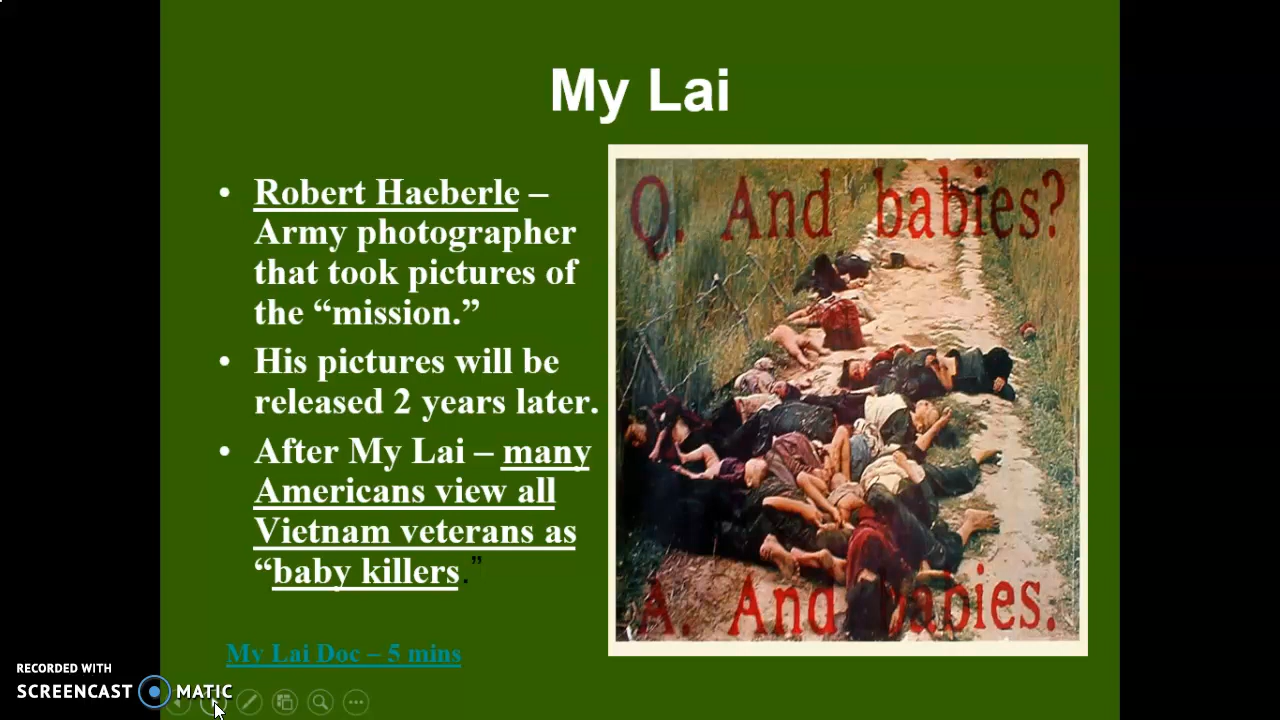 My Lai
• Robert Haeberle –
Army photographer
that took pictures of
the “mission.”
• His pictures will be
released 2 years later.
• After My Lai – many
Americans view all
Vietnam veterans as
“baby killers.”
My Lai Doc – 5 mins
Q. And babies?
A. And babies.
RECORDED WITH
SCREENCAST MATIC